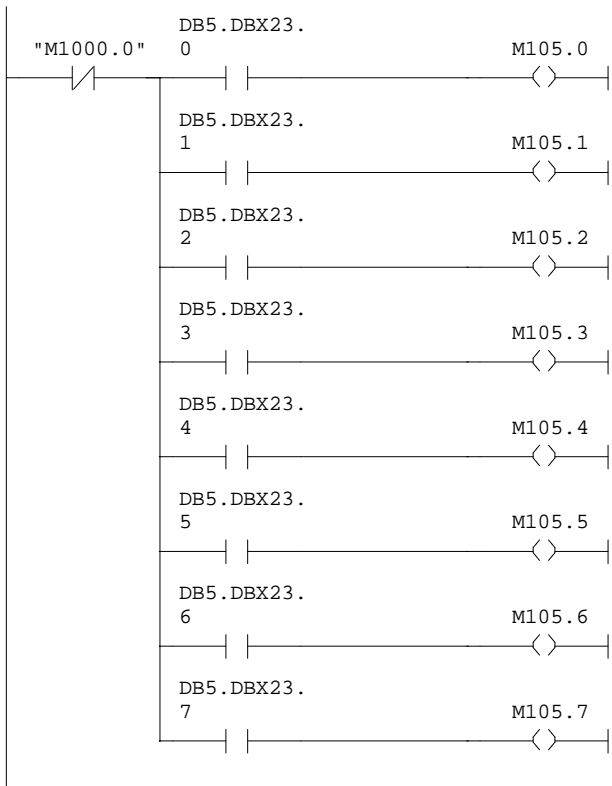 DB5.DBX23.
"M1000.0" 0 M105.0
DB5.DBX23.
1 M105.1
DB5.DBX23.
2 M105.2
DB5.DBX23.
3 M105.3
DB5.DBX23.
4 M105.4
DB5.DBX23.
5 M105.5
DB5.DBX23.
6 M105.6
DB5.DBX23.
7 M105.7